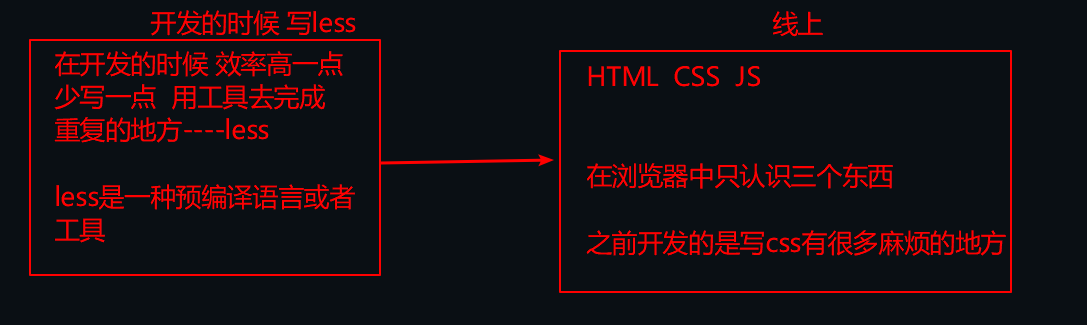 开发的时候 写less
在开发的时候 效率高一点
少写一点 用工具去完成
重复的地方----less
less是一种预编译语言或者
工具
线上
HTML CSS JS
在浏览器中只认识三个东西
之前开发的是写css有很多麻烦的地方